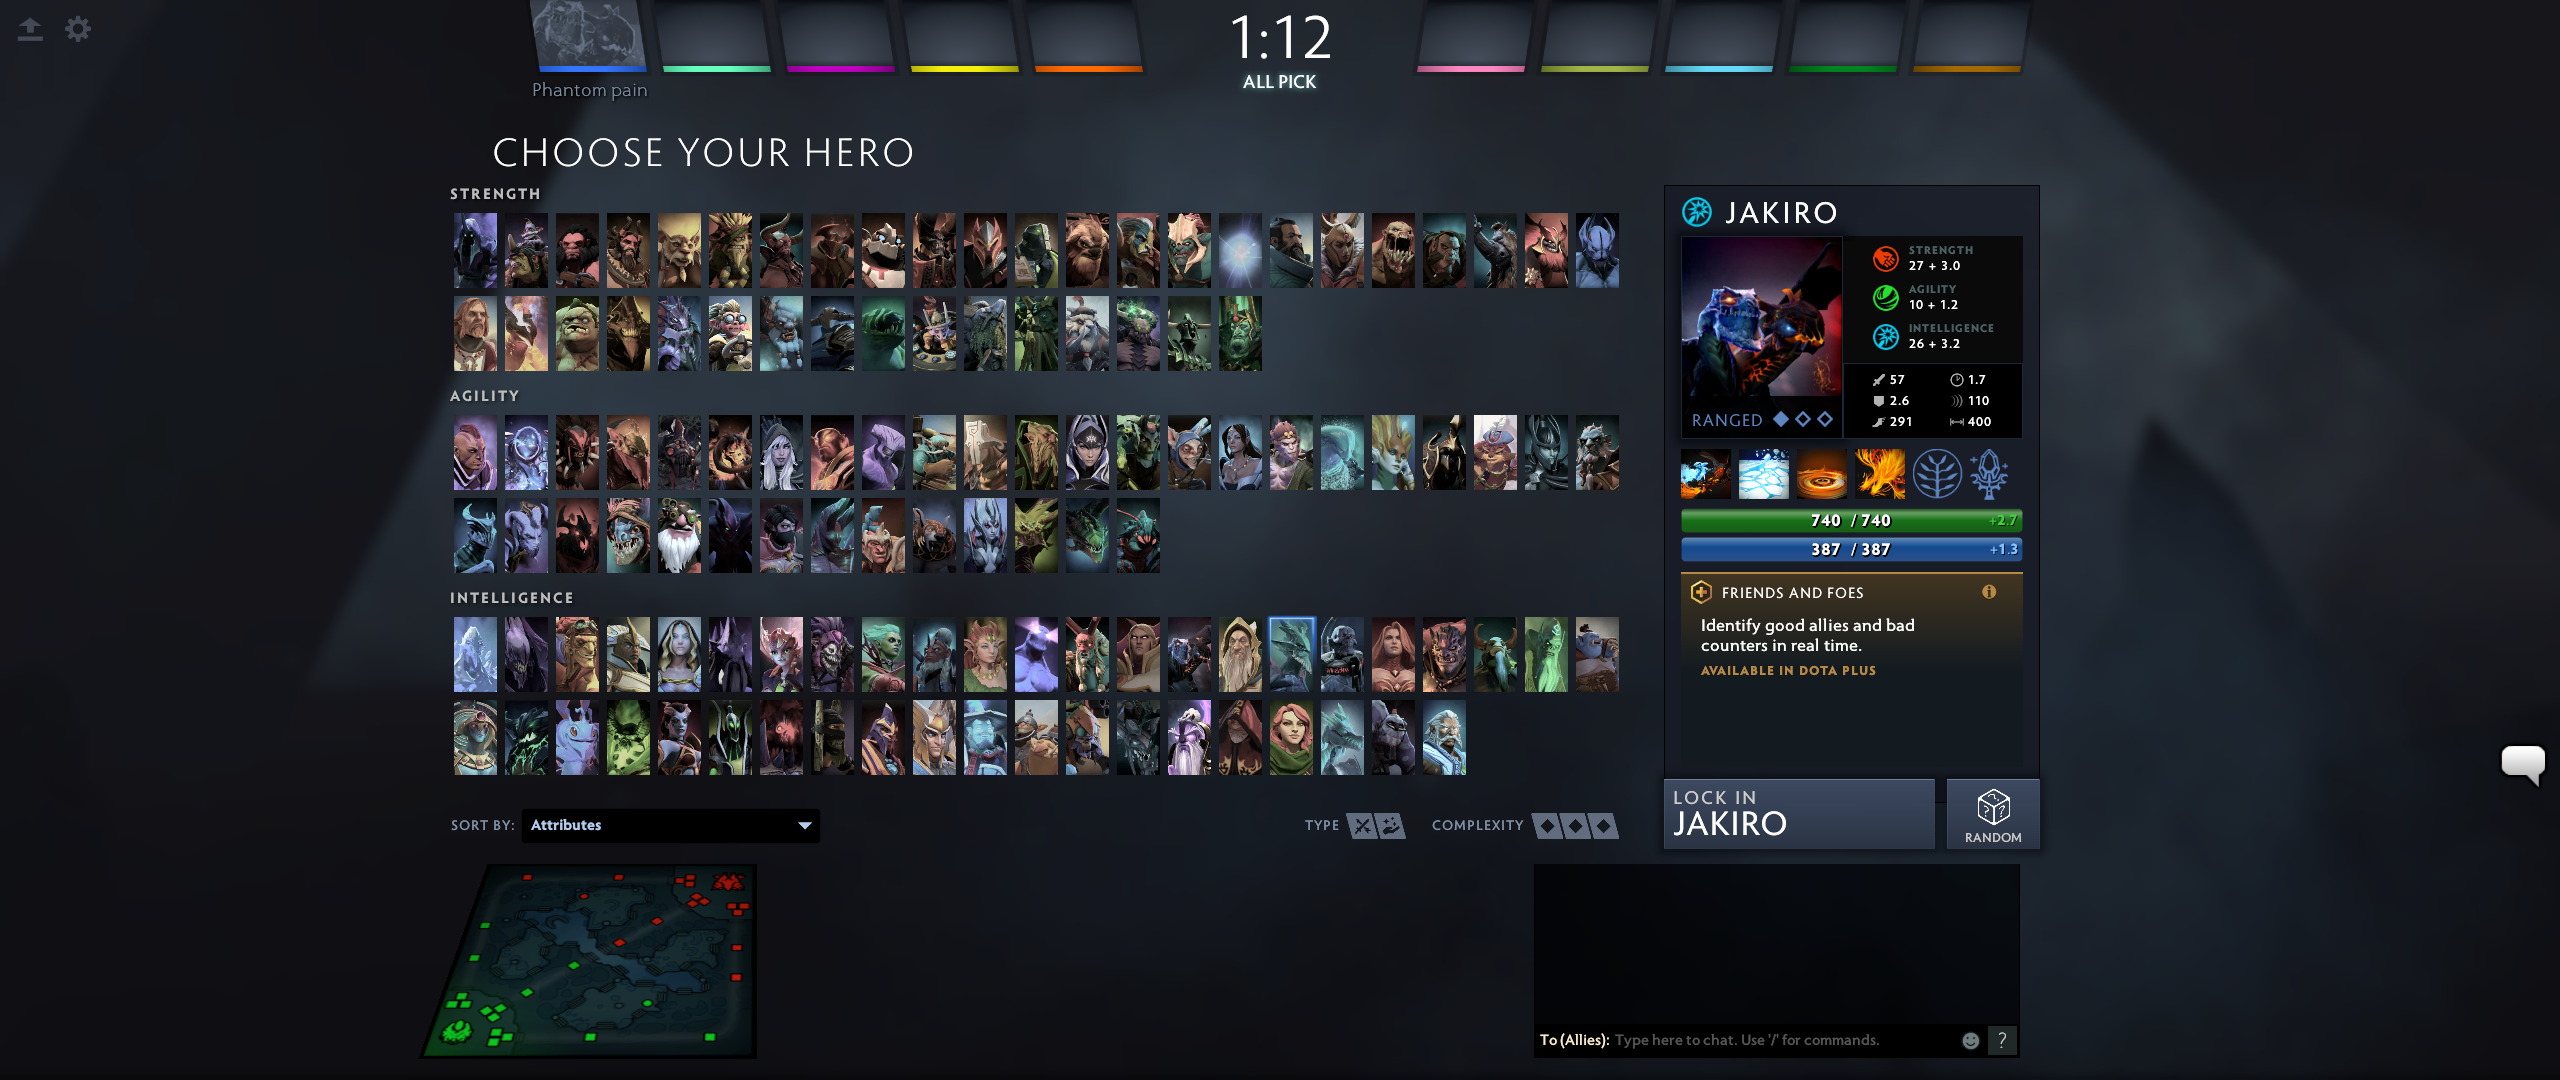 1:12
ALL PICK
Phantom pain
CHOOSE YOUR HERO
STRENGTH
AGILITY
INTELLIGENCE
SORT BY: Attributes
TYPE
COMPLEXITY
JAKIRO
STRENGTH
27 + 3.0
AGILITY
10 + 1.2
INTELLIGENCE
26 + 3.2
57 1.7
2.6 110
291 400
RANGED
740 / 740 +2.7
387 / 387 +1.3
FRIENDS AND FOES
Identify good allies and bad
counters in real time.
AVAILABLE IN DOTA PLUS
LOCK IN
JAKIRO
RANDOM
To (Allies): Type here to chat. Use '/' for commands. ?